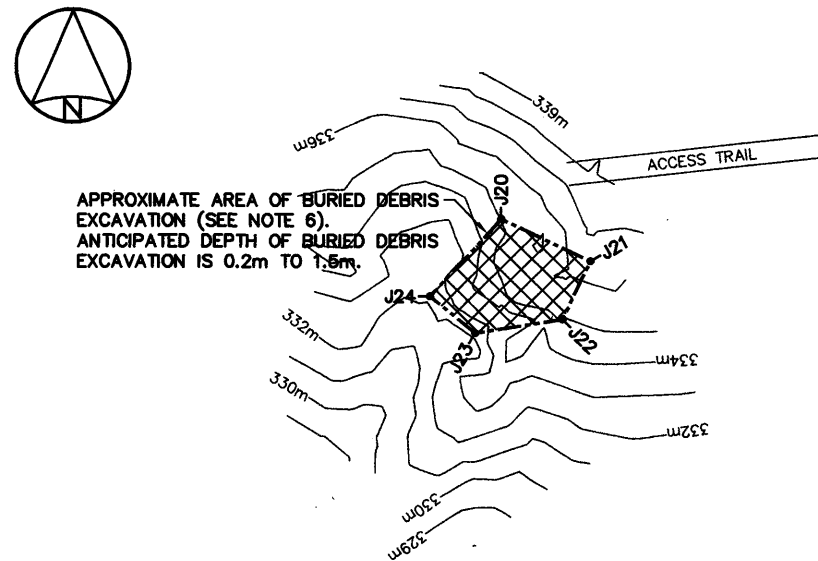 N
339m
336m
ACCESS TRAIL
J20
APPROXIMATE AREA OF BURIED DEBRIS
EXCAVATION (SEE NOTE 6).
ANTICIPATED DEPTH OF BURIED DEBRIS
EXCAVATION IS 0.2m TO 1.5m.
J21
J24
332m
J22
J23
334m
330m
332m
330m
329m